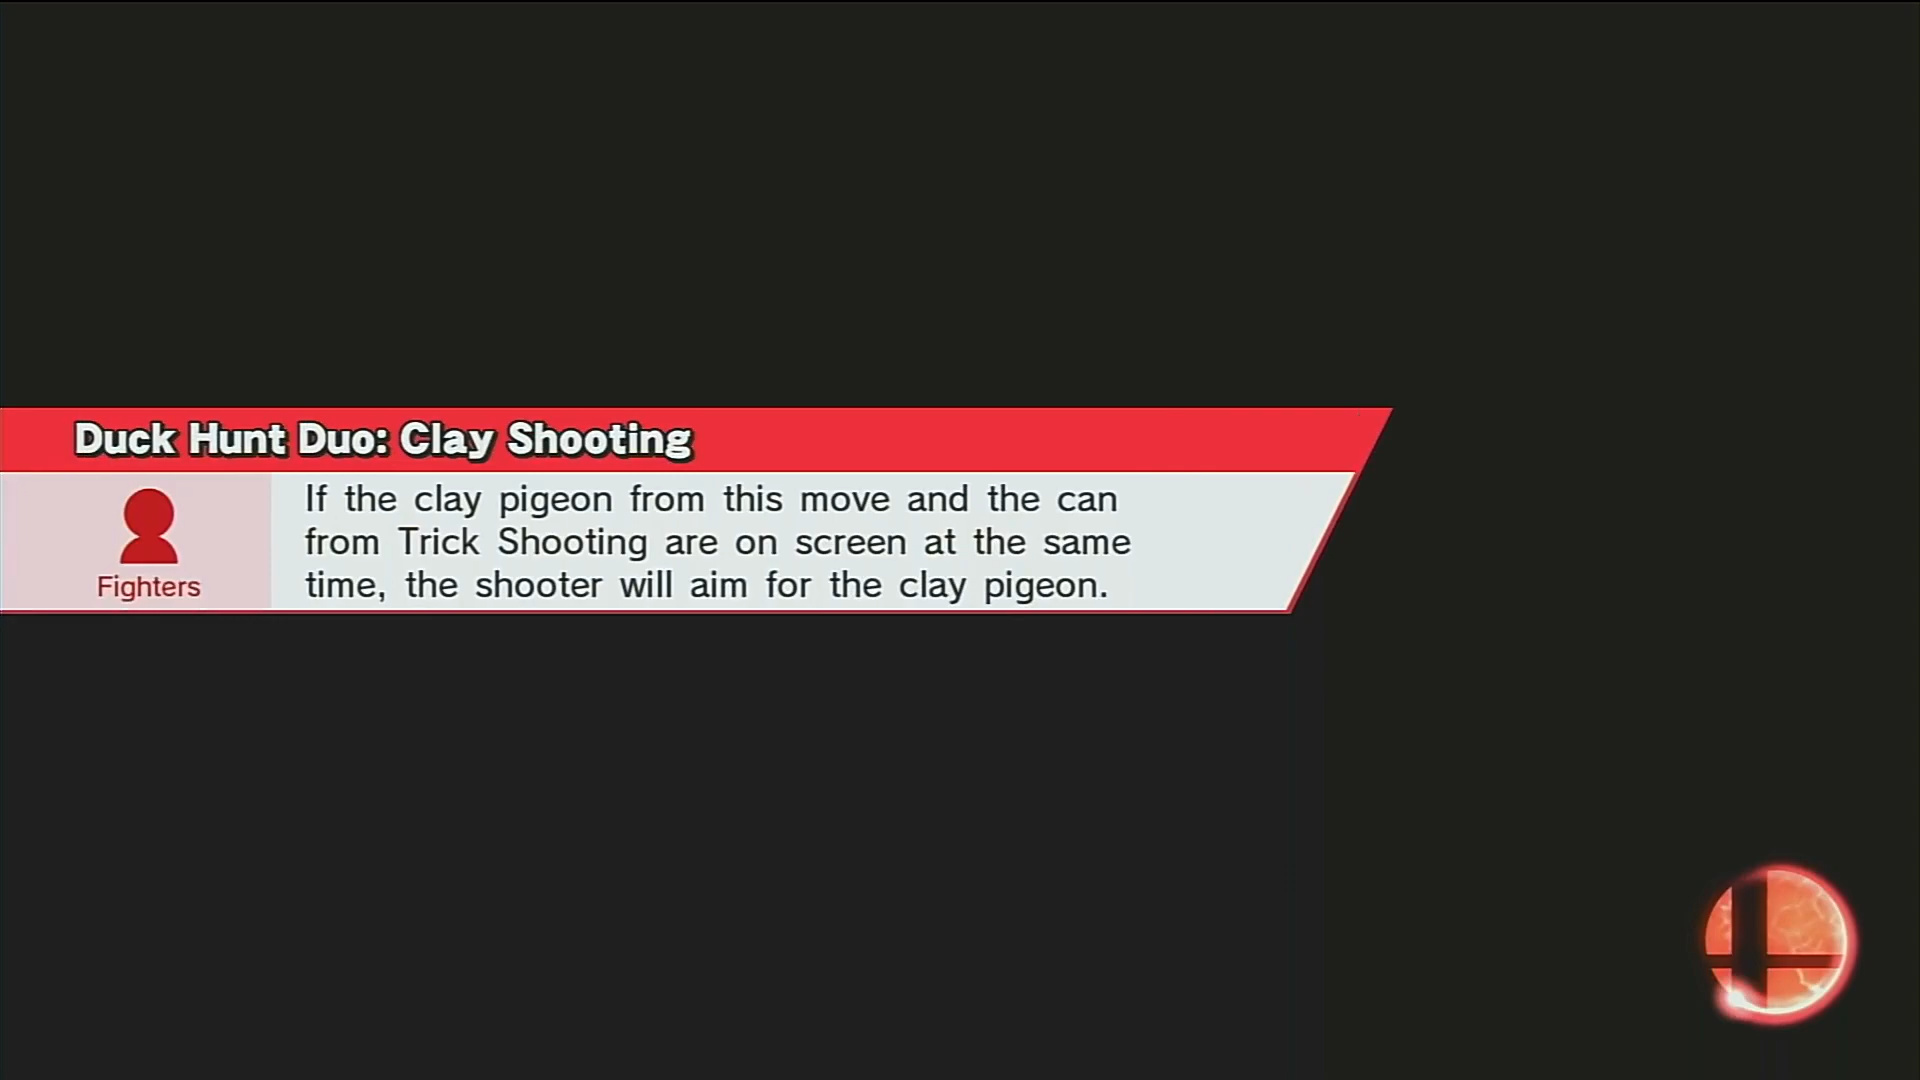 Duck Hunt Duo: Clay Shooting
Fighters
If the clay pigeon from this move and the can
from Trick Shooting are on screen at the same
time, the shooter will aim for the clay pigeon.